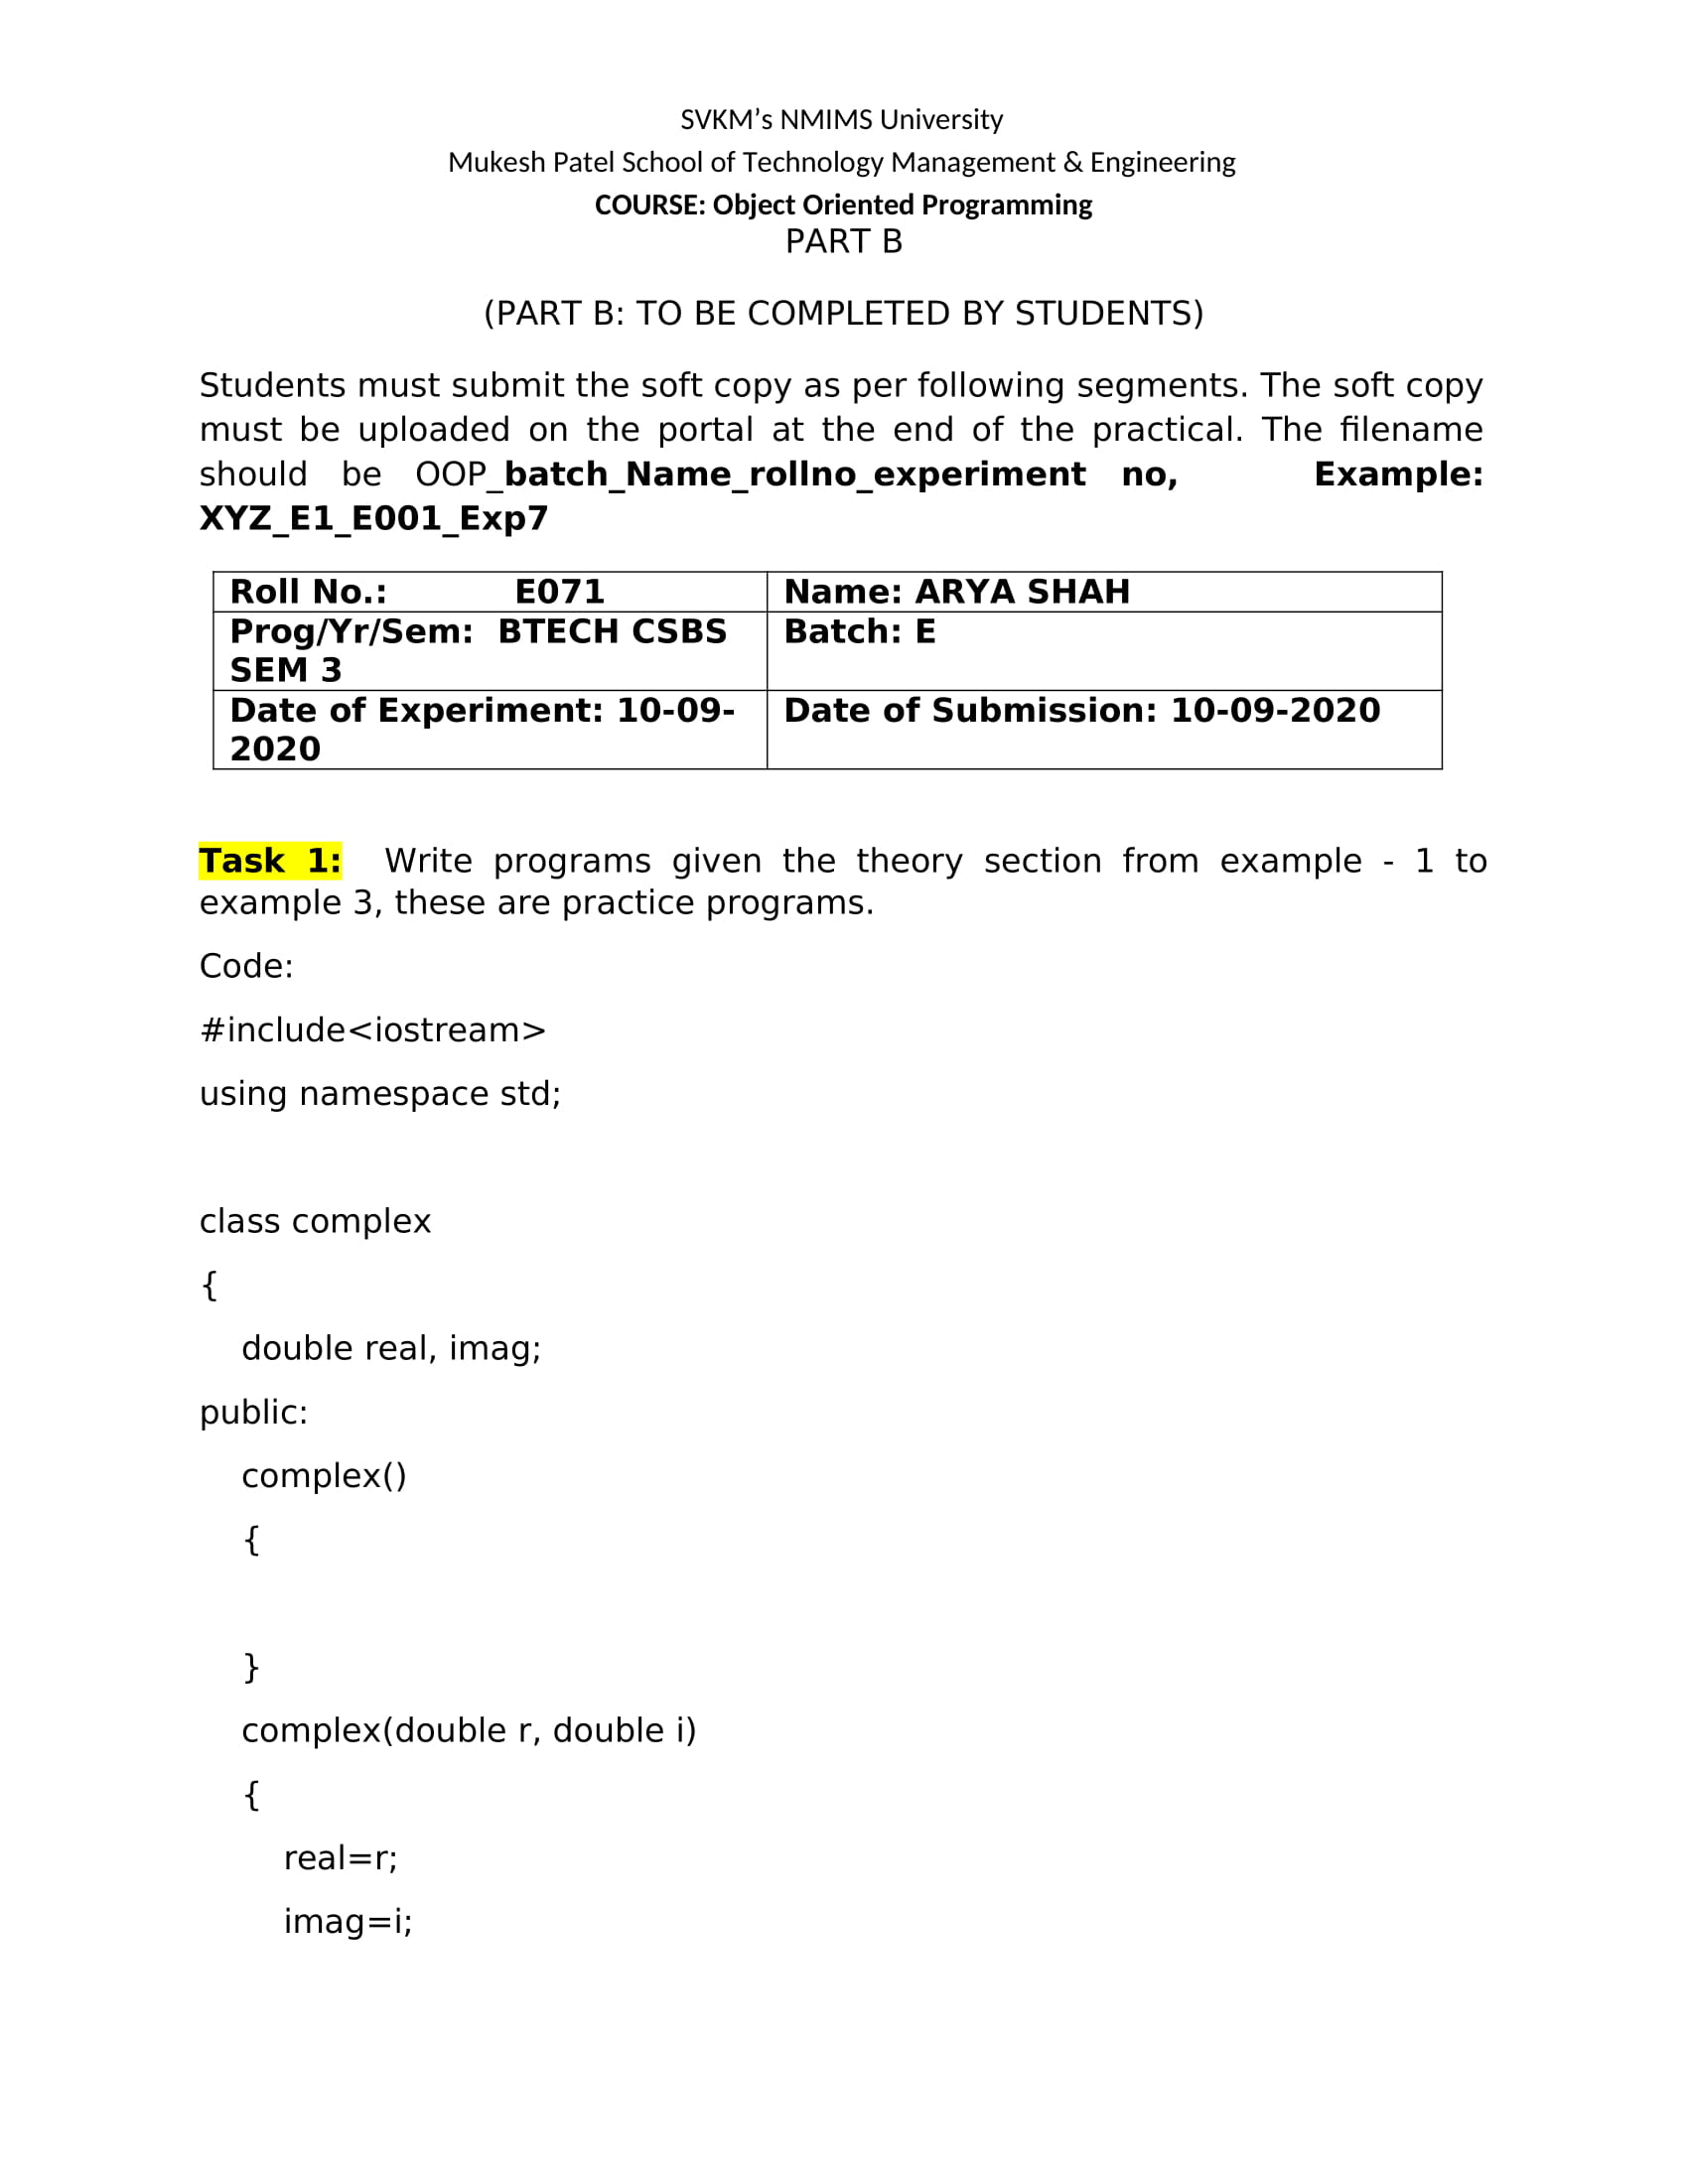 SVKM’s NMIMS University
Mukesh Patel School of Technology Management & Engineering
COURSE: Object Oriented Programming
PART B
(PART B: TO BE COMPLETED BY STUDENTS)
Students must submit the soft copy as per following segments. The soft copy
must be uploaded on the portal at the end of the practical. The filename
should be OOP_batch_Name_rollno_experiment no, Example:
XYZ_E1_E001_Exp7
Roll No.: E071 Name: ARYA SHAH
Prog/Yr/Sem: BTECH CSBS Batch: E
SEM 3
Date of Experiment: 10-09- Date of Submission: 10-09-2020
2020
Task 1: Write programs given the theory section from example - 1 to
example 3, these are practice programs.
Code:
#include<iostream>
using namespace std;
class complex
{
double real, imag;
public:
complex()
{
}
complex(double r, double i)
{
real=r;
imag=i;